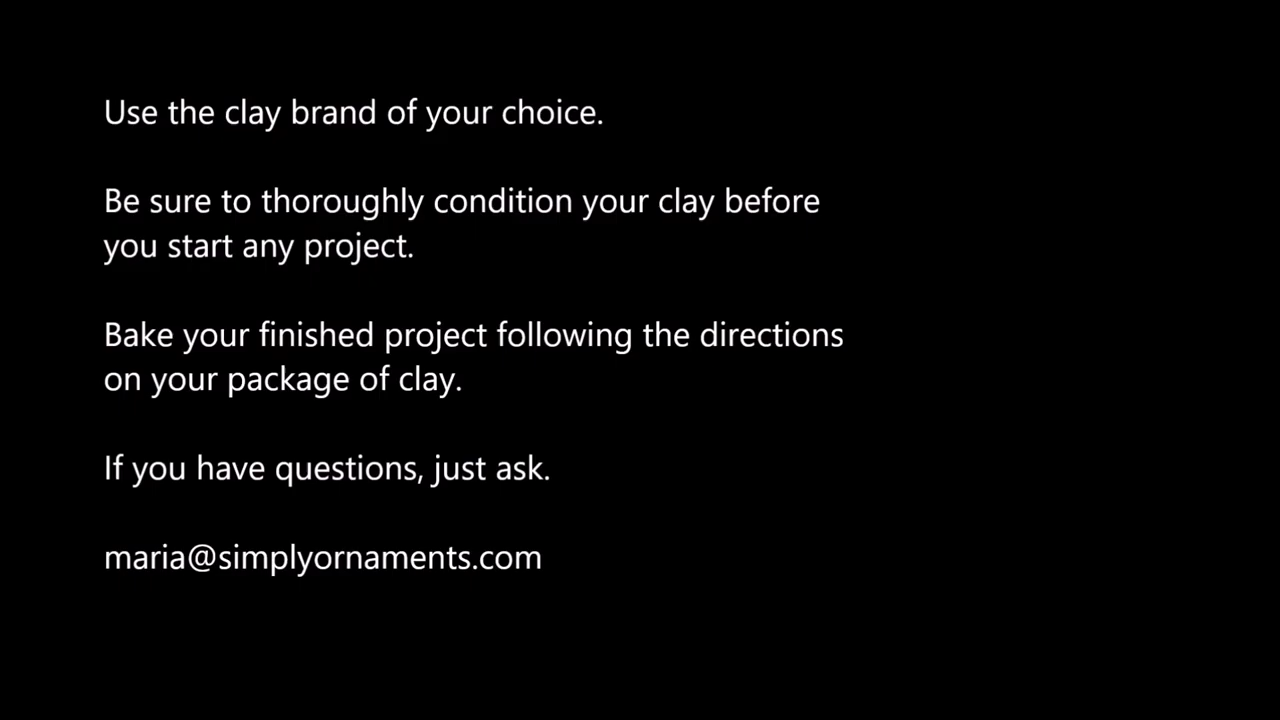 Use the clay brand of your choice.
Be sure to thoroughly condition your clay before
you start any project.
Bake your finished project following the directions
on your package of clay.
If you have questions, just ask.
maria@simplyornaments.com